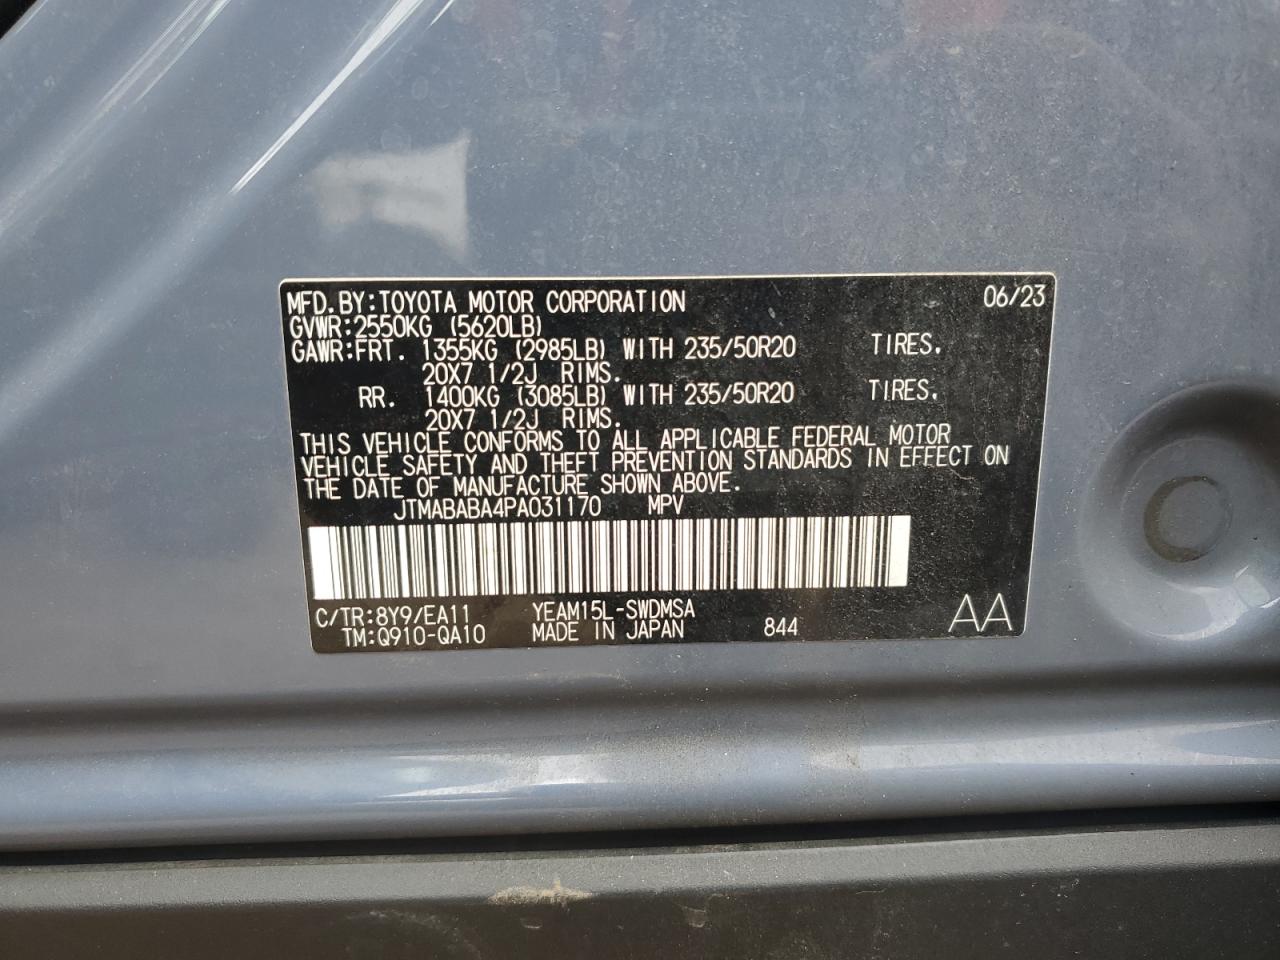 MFD.BY:TOYOTA MOTOR CORPORATION 06/23
GVWR:2550KG (5620LB)
GAWR:FRT. 1355KG (2985LB) WITH 235/50R20 TIRES.
20X7 1/2J RIMS.
RR. 1400KG (3085LB) WITH 235/50R20 TIRES.
20X7 1/2J RIMS.
THIS VEHICLE CONFORMS TO ALL APPLICABLE FEDERAL MOTOR
VEHICLE SAFETY AND THEFT PREVENTION STANDARDS IN EFFECT ON
THE DATE OF MANUFACTURE SHOWN ABOVE.
JTMABABA4PA031170 MPV
C/TR:8Y9/EA11 YEAM15L-SWDMSA
TM:Q910-QA10 MADE IN JAPAN 844 AA